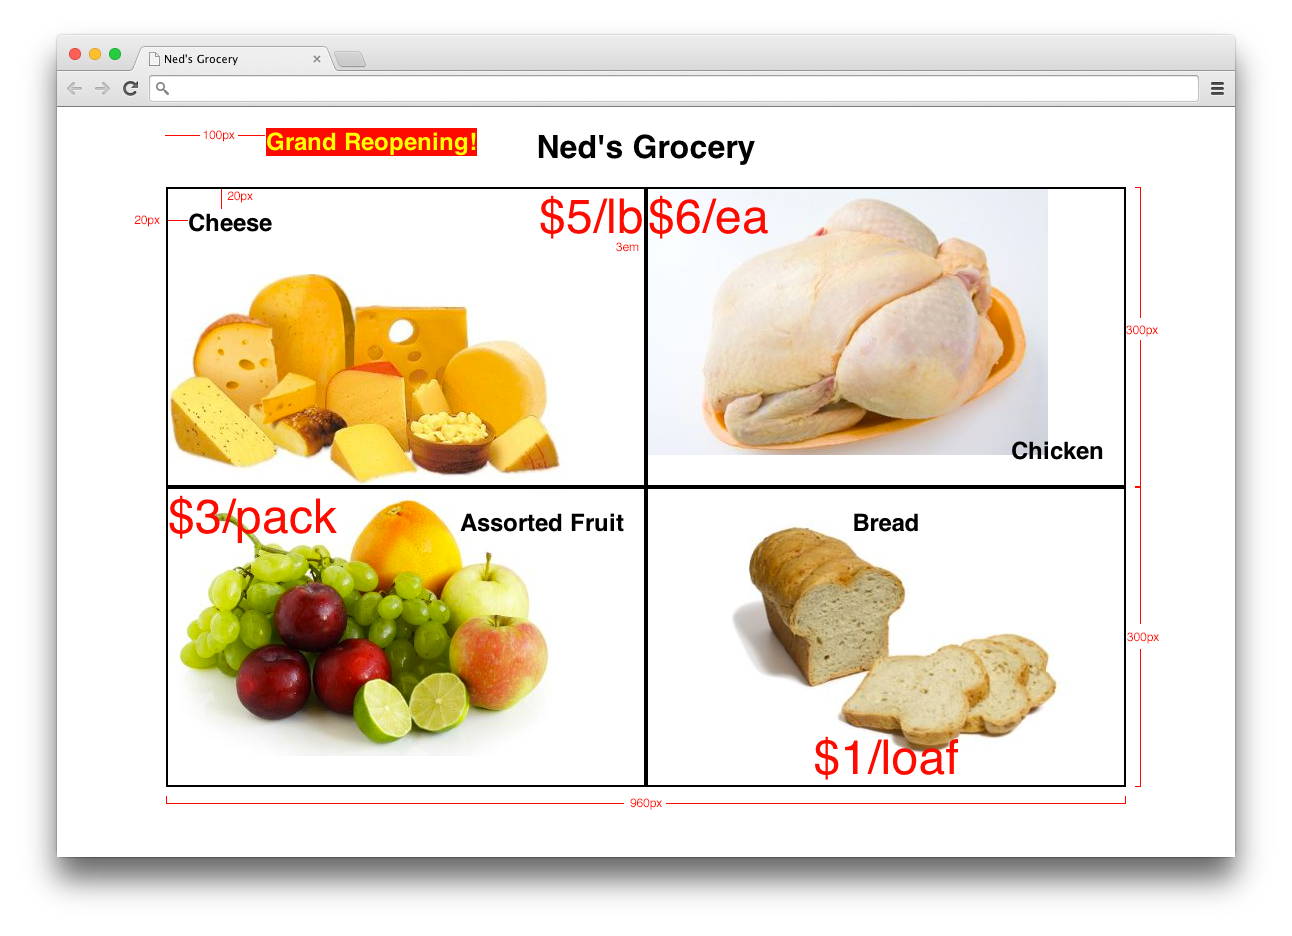 Ned's Grocery
100px
Grand Reopening!
Ned's Grocery
20px
20px
Cheese
$5/lb
3em
$6/ea
300px
Chicken
$3/pack
Assorted Fruit
Bread
300px
$1/loaf
960px